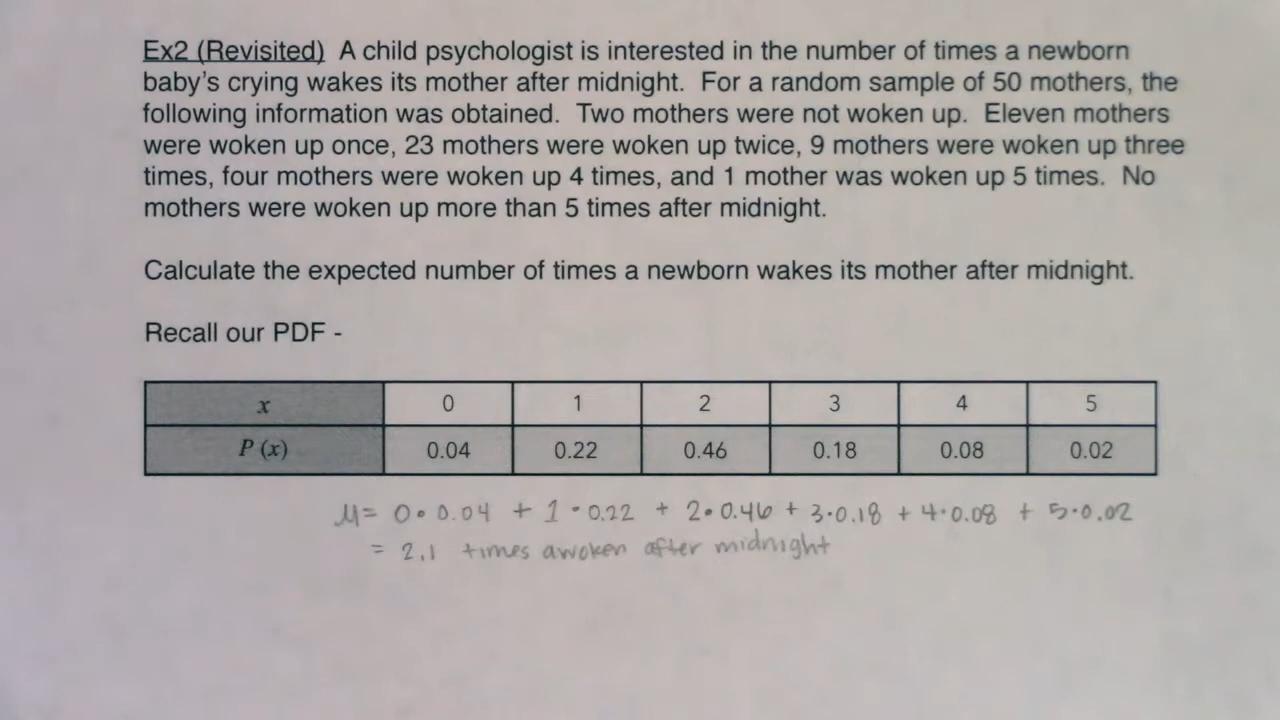 Ex2 (Revisited) A child psychologist is interested in the number of times a newborn
baby's crying wakes its mother after midnight. For a random sample of 50 mothers, the
following information was obtained. Two mothers were not woken up. Eleven mothers
were woken up once, 23 mothers were woken up twice, 9 mothers were woken up three
times, four mothers were woken up 4 times, and 1 mother was woken up 5 times. No
mothers were woken up more than 5 times after midnight.
Calculate the expected number of times a newborn wakes its mother after midnight.
Recall our PDF -
x 0 1 2 3 4 5
P (x) 0.04 0.22 0.46 0.18 0.08 0.02
μ= 0•0.04 + 1•0.22 + 2•0.46 + 3•0.18 + 4•0.08 + 5•0.02
= 2.1 times awoken after midnight